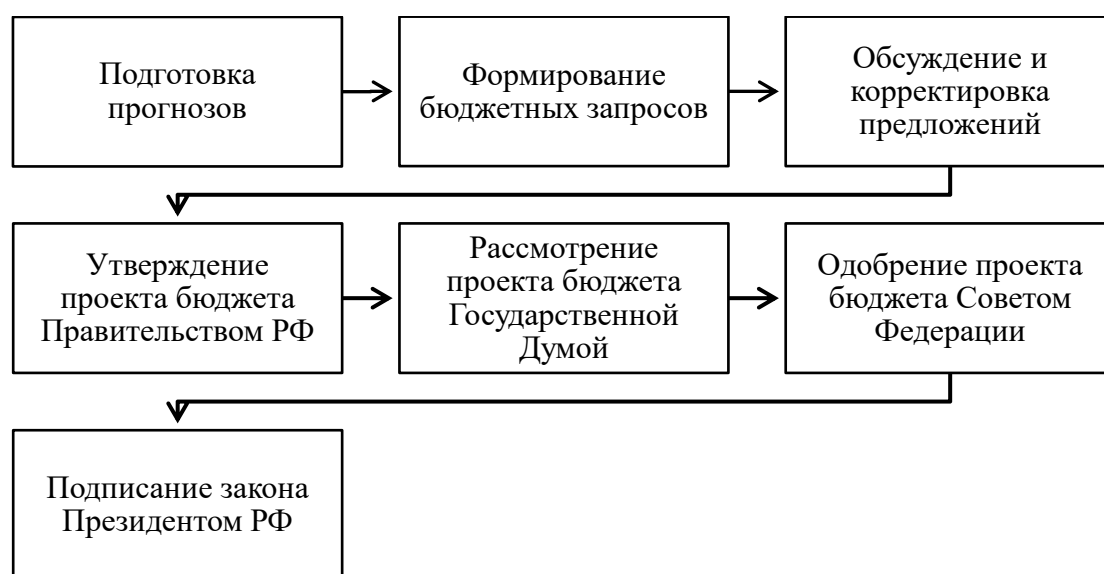 Подготовка
прогнозов
Формирование
бюджетных запросов
Обсуждение и
корректировка
предложений
Утверждение
проекта бюджета
Правительством РФ
Рассмотрение
проекта бюджета
Государственной
Думой
Одобрение проекта
бюджета Советом
Федерации
Подписание закона
Президентом РФ